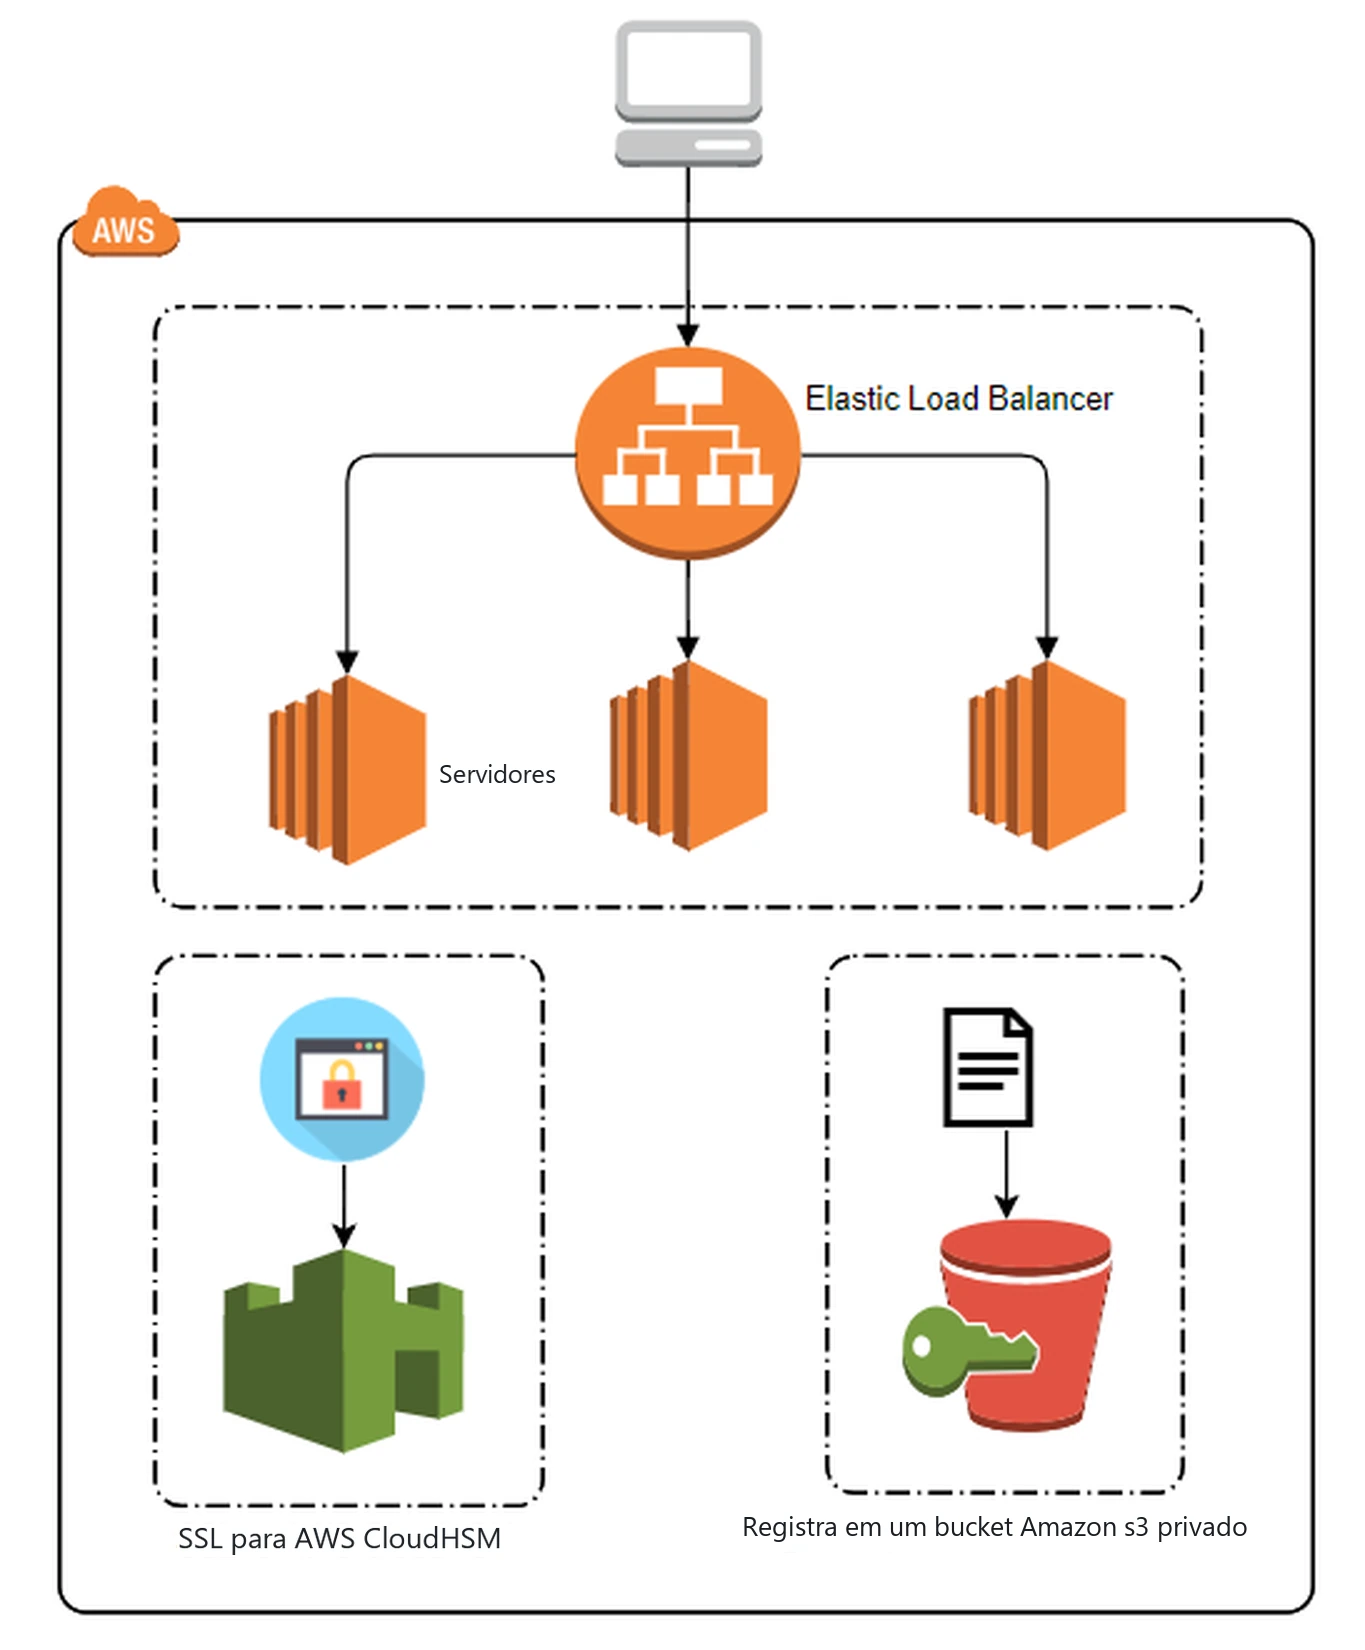 AWS
Elastic Load Balancer
Servidores
SSL para AWS CloudHSM
Registra em um bucket Amazon s3 privado